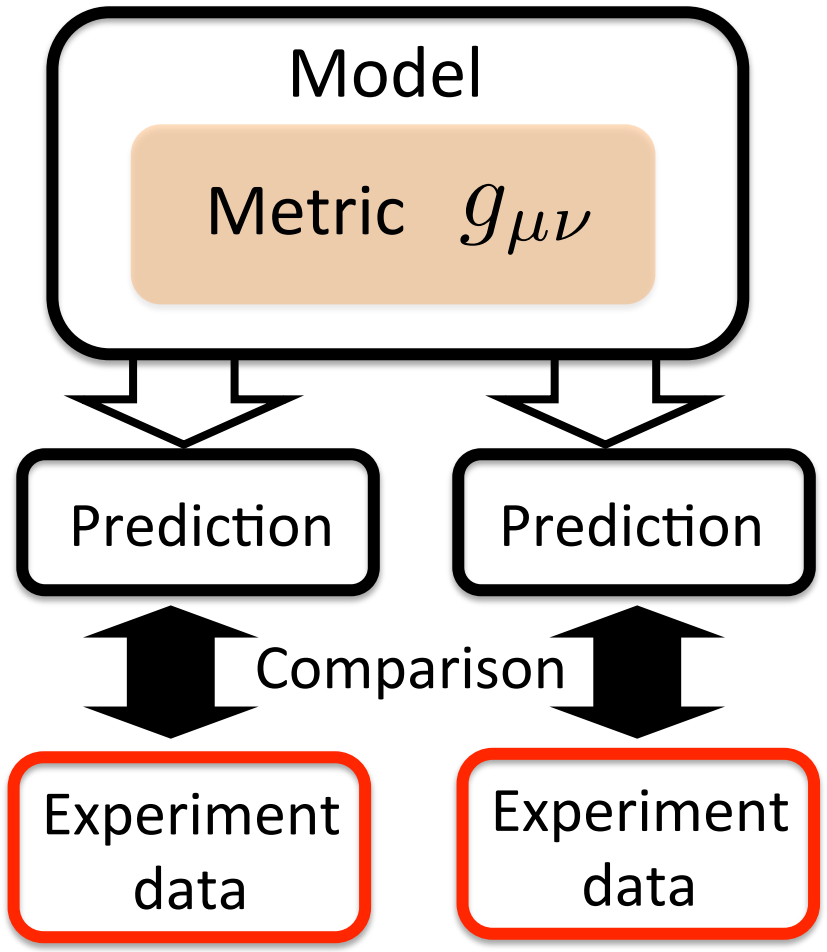 Model
Metric g_{μν}
Prediction Prediction
Comparison
Experiment data
Experiment data